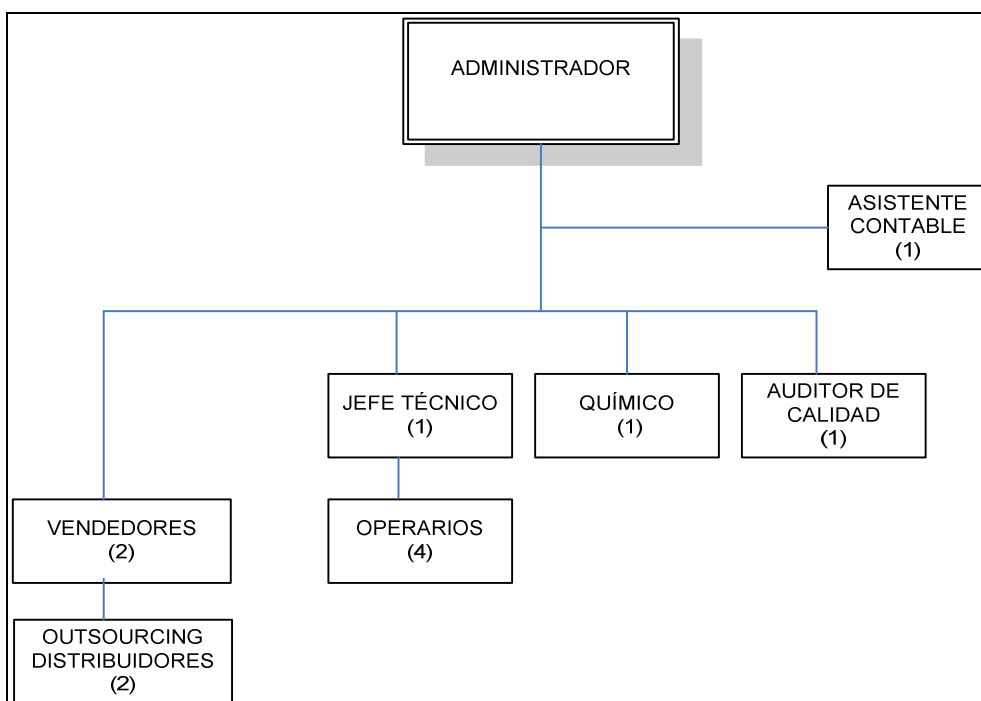 ADMINISTRADOR
ASISTENTE
CONTABLE
(1)
JEFE TÉCNICO
(1)
QUÍMICO
(1)
AUDITOR DE
CALIDAD
(1)
VENDEDORES
(2)
OPERARIOS
(4)
OUTSOURCING
DISTRIBUIDORES
(2)